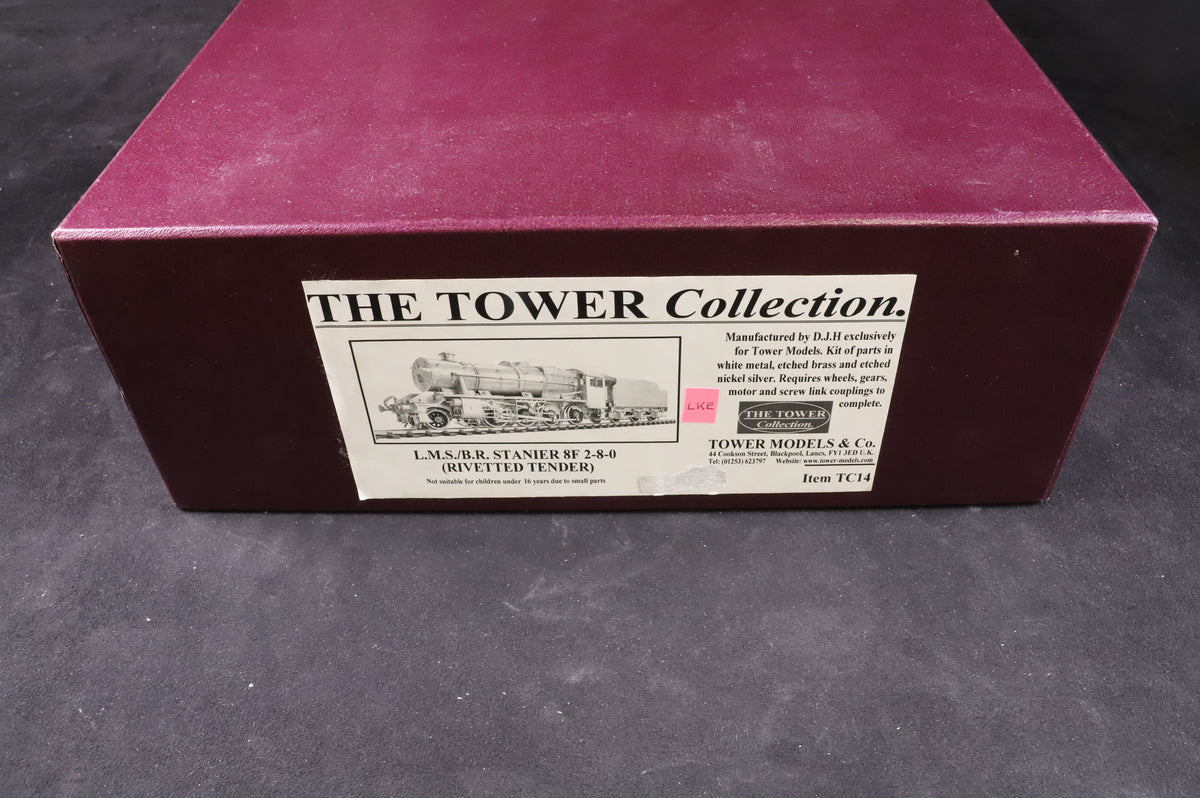 THE TOWER Collection.
Manufactured by D.J.H exclusively
for Tower Models. Kit of parts in
white metal, etched brass and etched
nickel silver. Requires wheels, gears,
motor and screw link couplings to
complete.
LKR
THE TOWER
Collection.
L.M.S./B.R. STANIER 8F 2-8-0
(RIVETTED TENDER)
Not suitable for children under 16 years due to small parts
TOWER MODELS & Co.
44 Cookson Street, Blackpool, Lancs, FY1 3ED U.K.
Tel: (01253) 623797 Website: www.tower-models.com
Item TC14